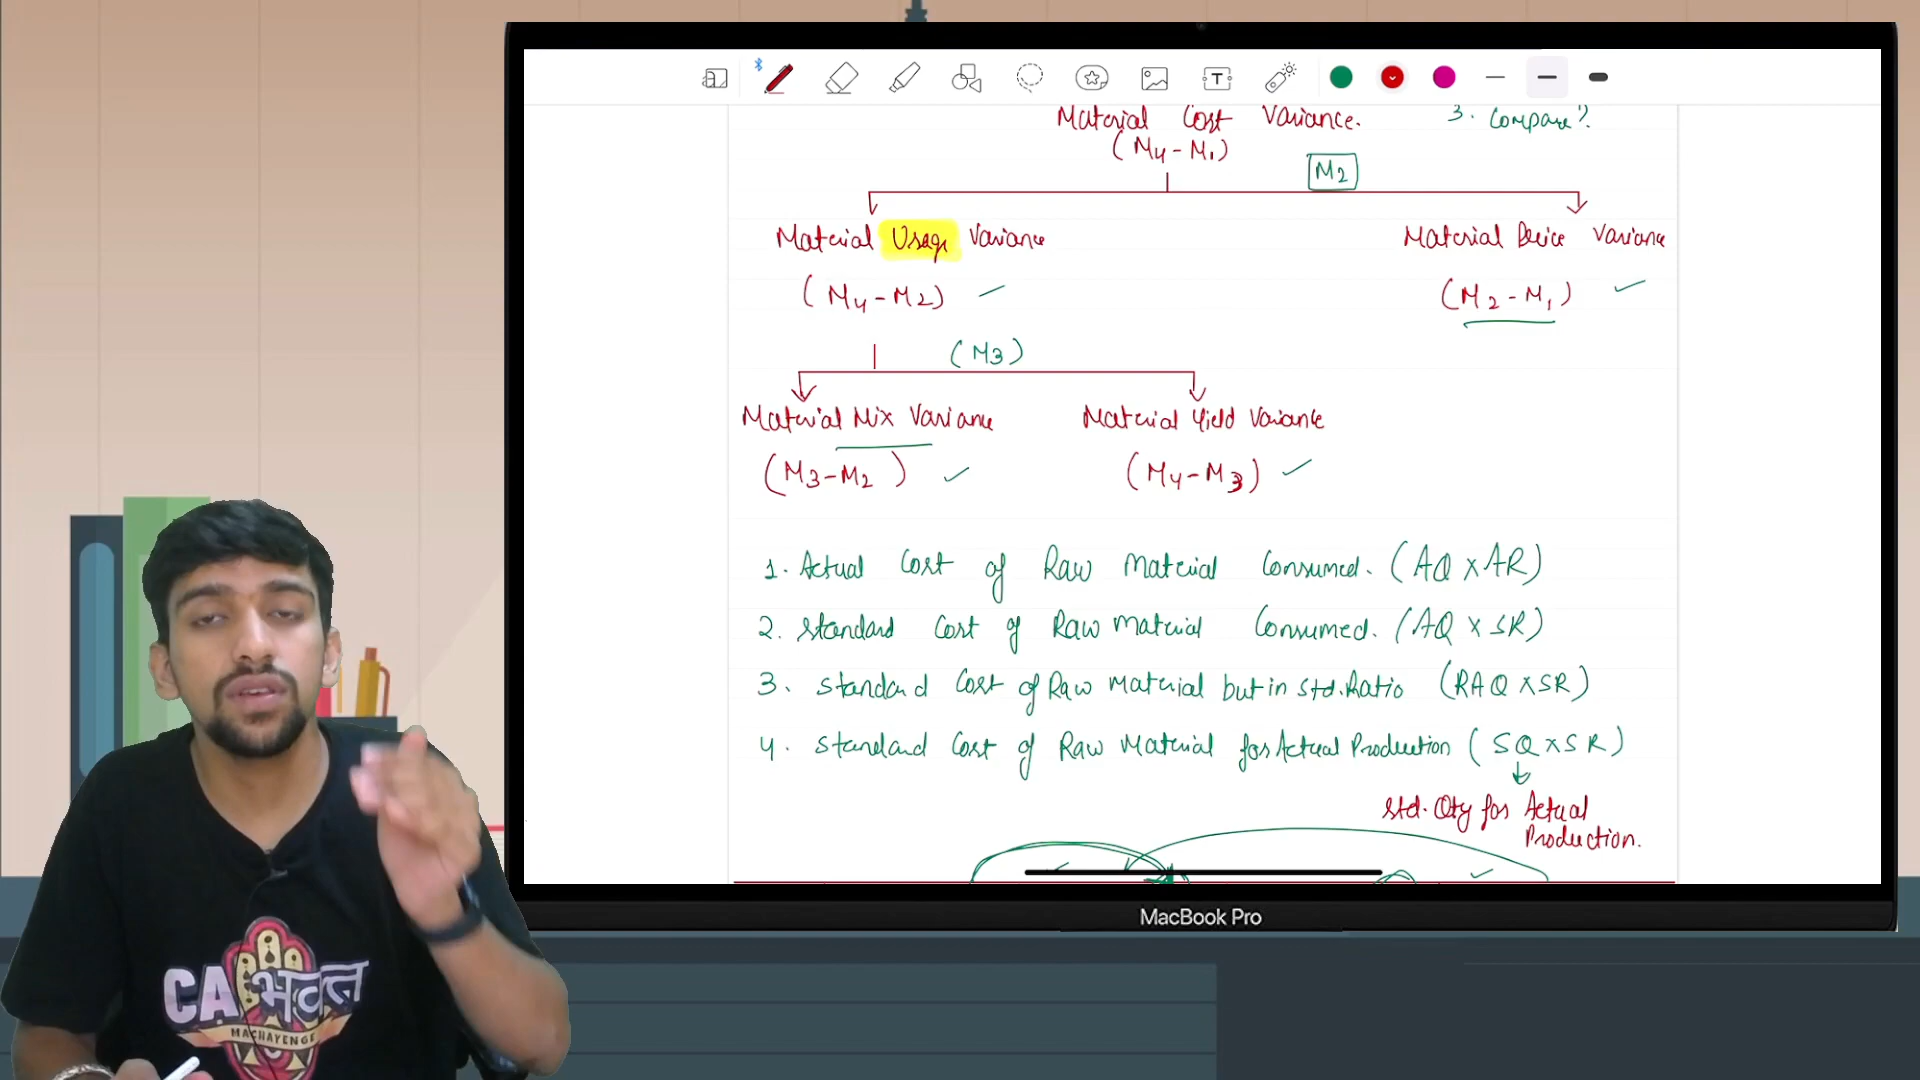 T
Material Cost Variance.
3. Compare?
(M4-M1)
M2
Material Usage Variance
Material Price Variance
(M4-M2)
(M2-M1)
(M3)
Material Mix Variance
Material Yield Variance
(M3-M2)
(M4-M3)
1. Actual Cost of Raw Material Consumed. (AQ×AR)
2. Standard Cost of Raw Material Consumed. (AQ×SR)
3. Standard Cost of Raw Material but in Std. Ratio (RAQ×SR)
4. Standard Cost of Raw Material for Actual Production (SQ×SR)
Std. Qty for Actual
Production.
MacBook Pro
CA भक्त
MACHAYENGE